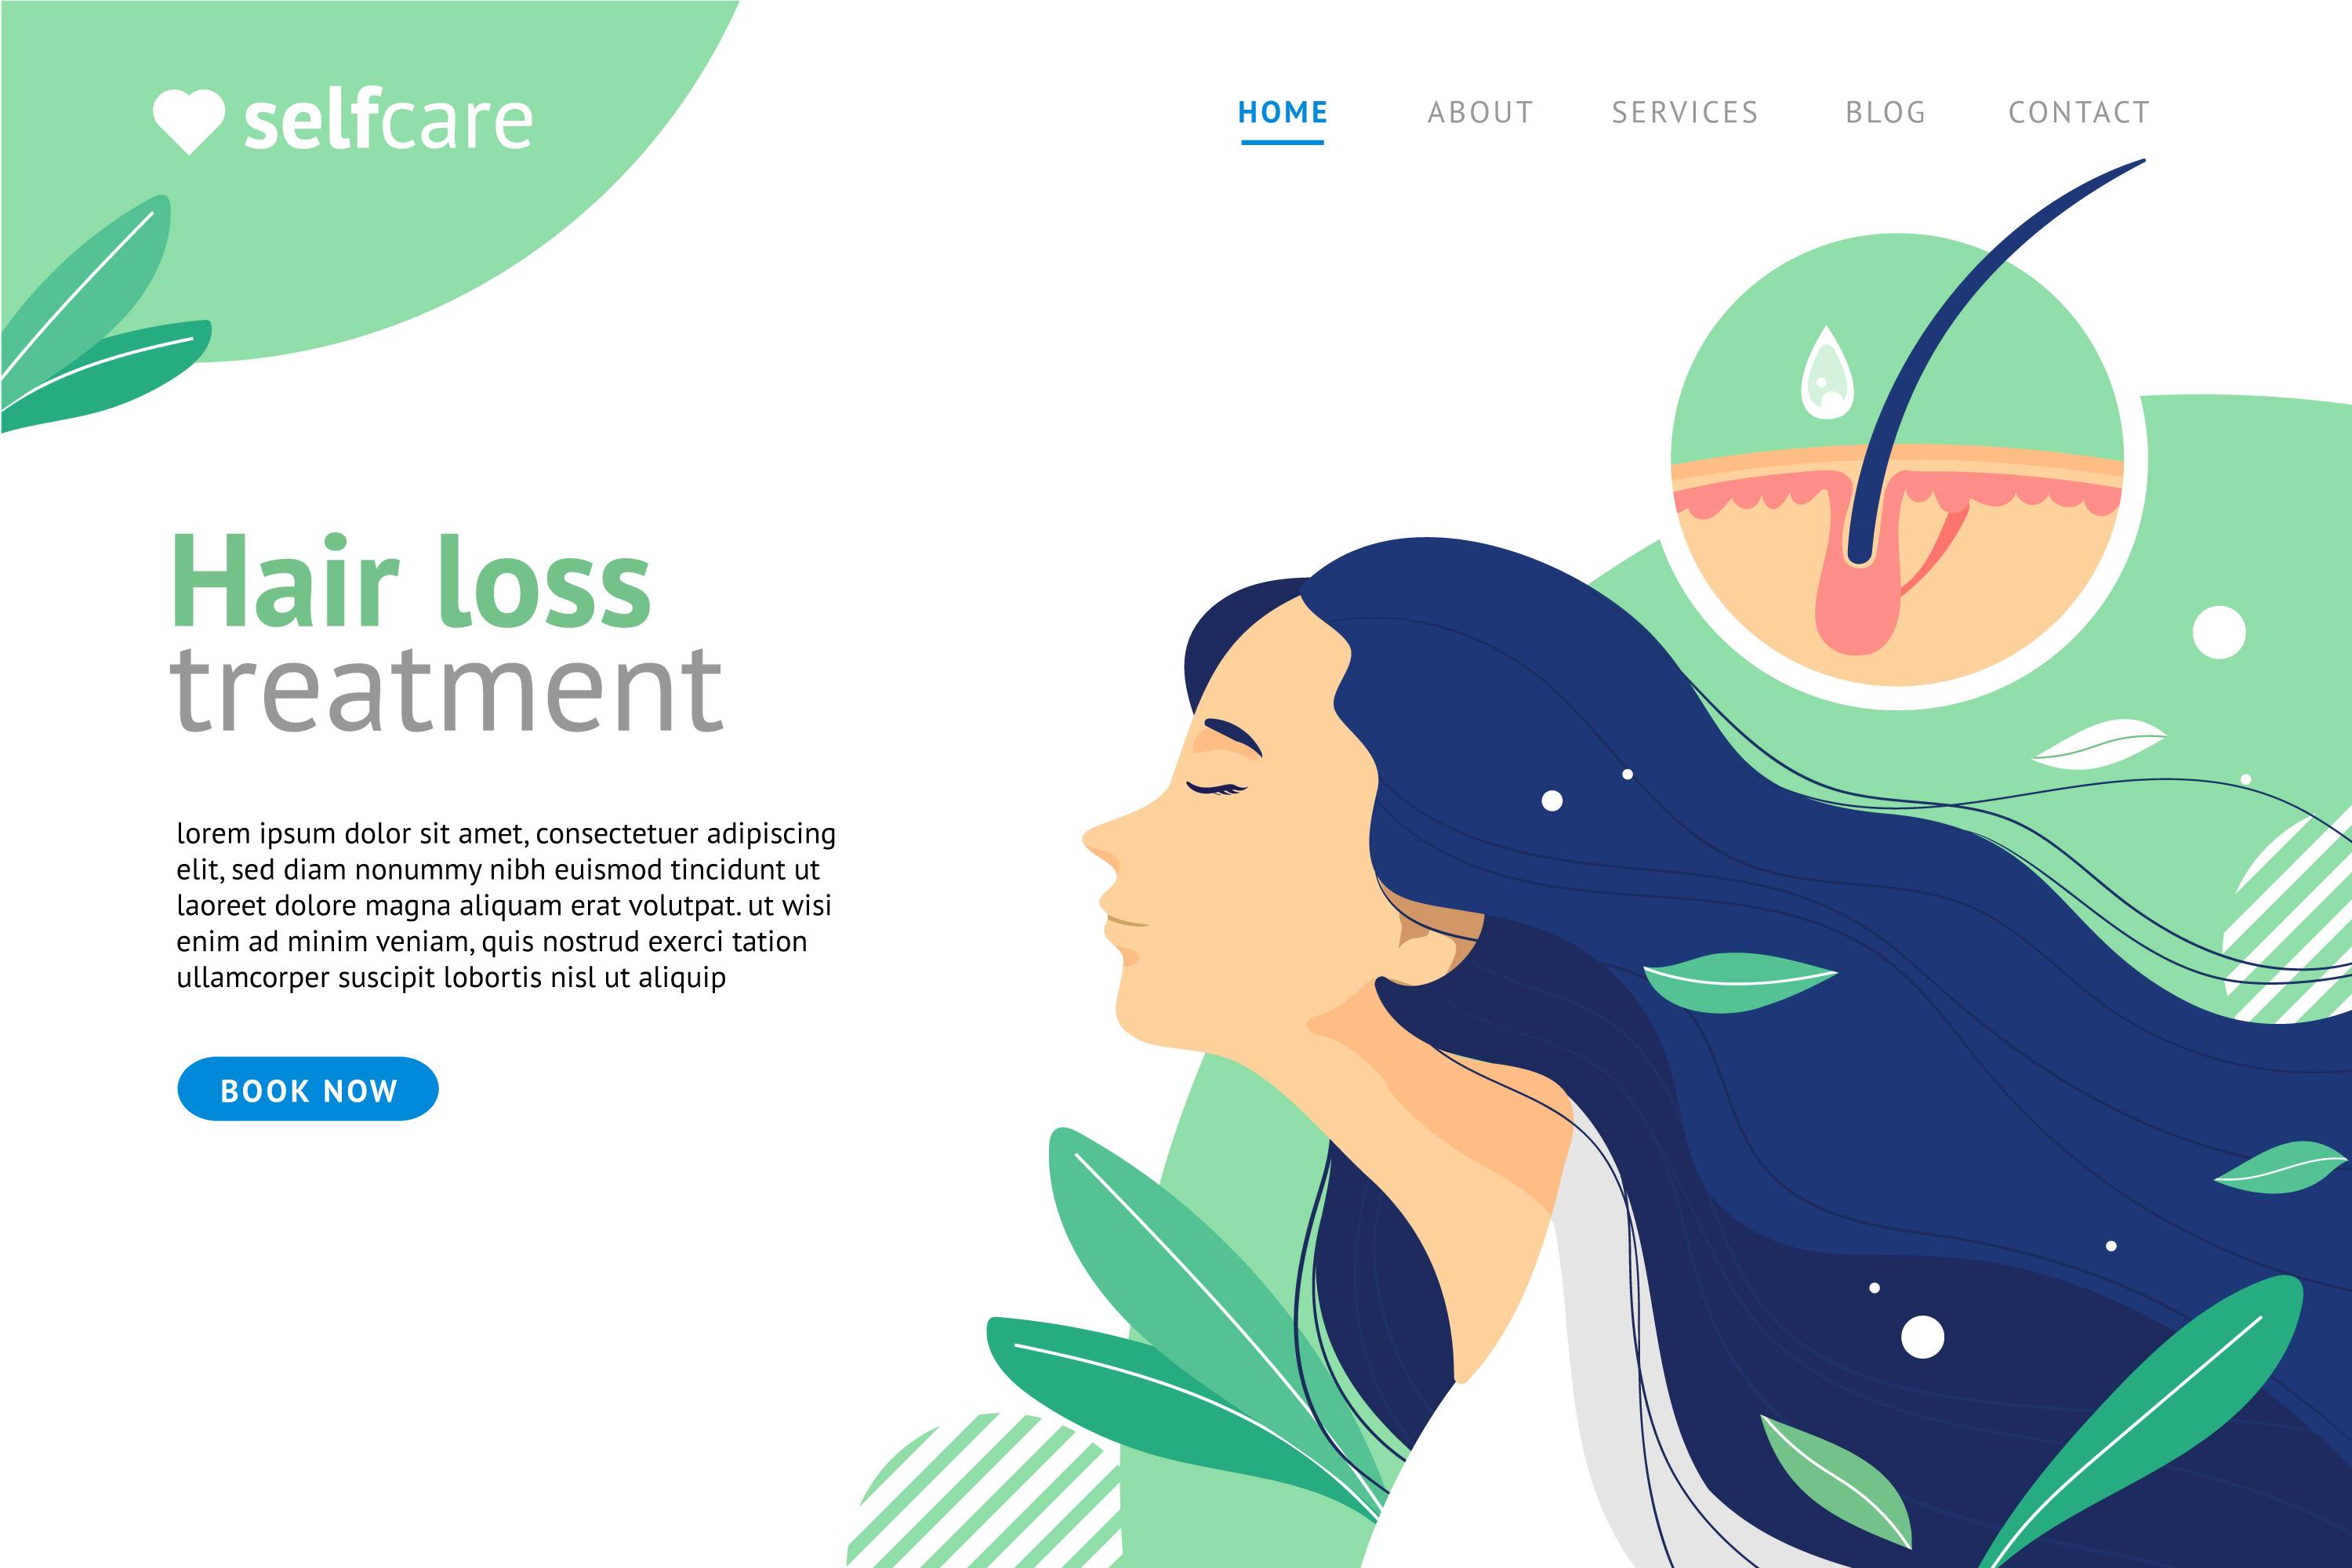 selfcare
HOME ABOUT SERVICES BLOG CONTACT
Hair loss
treatment
lorem ipsum dolor sit amet, consectetuer adipiscing
elit, sed diam nonummy nibh euismod tincidunt ut
laoreet dolore magna aliquam erat volutpat. ut wisi
enim ad minim veniam, quis nostrud exerci tation
ullamcorper suscipit lobortis nisl ut aliquip
BOOK NOW